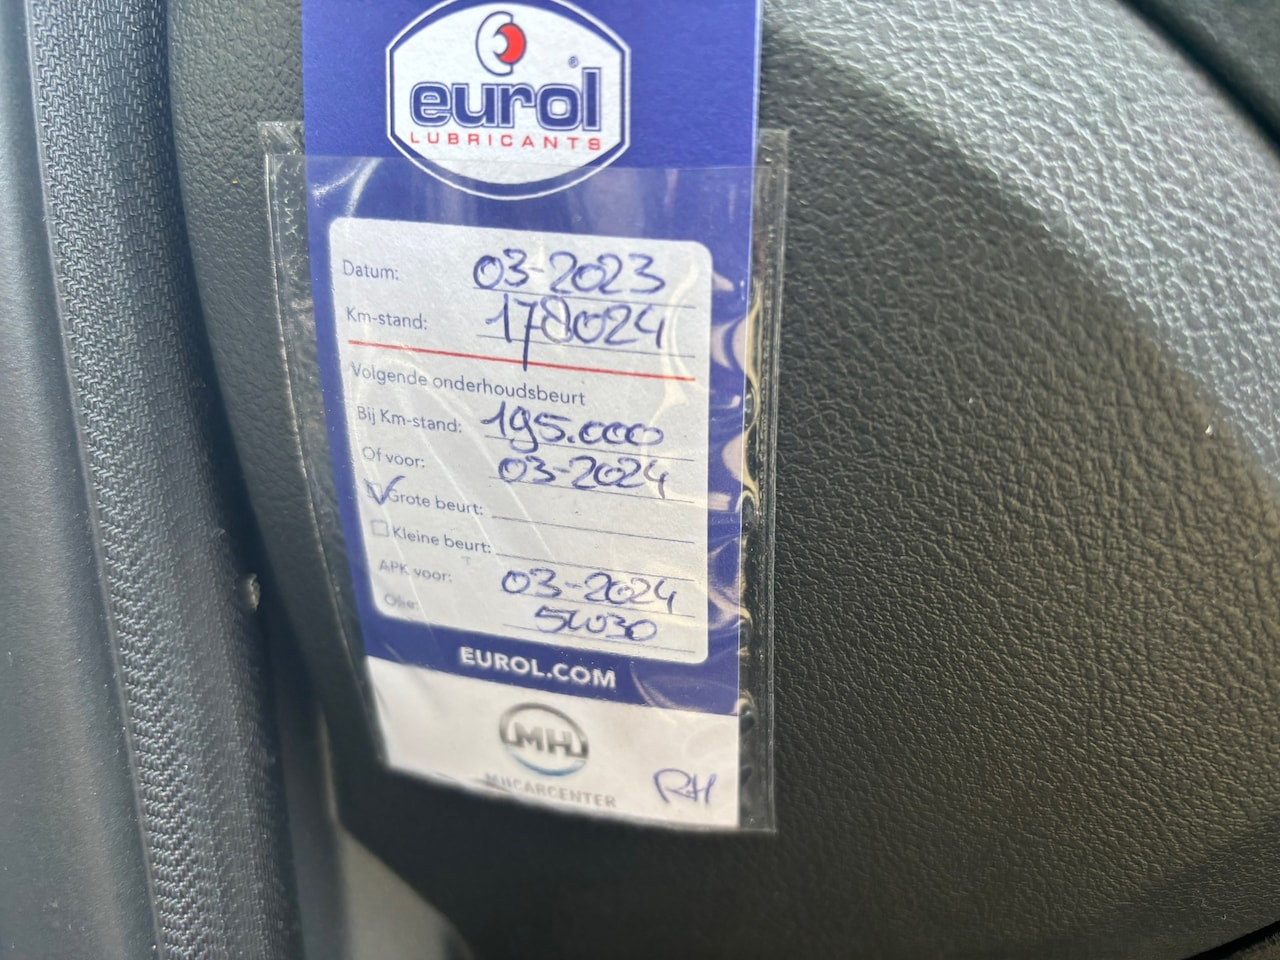 eurol®
LUBRICANTS
Datum: 03-2023
Km-stand: 178024
Volgende onderhoudsbeurt
Bij Km-stand: 195.000
Of voor: 03-2024
Grote beurt:
Kleine beurt:
APK voor: 03-2024
Olie: 5W30
EUROL.COM
MH
MHCARCENTER
RH